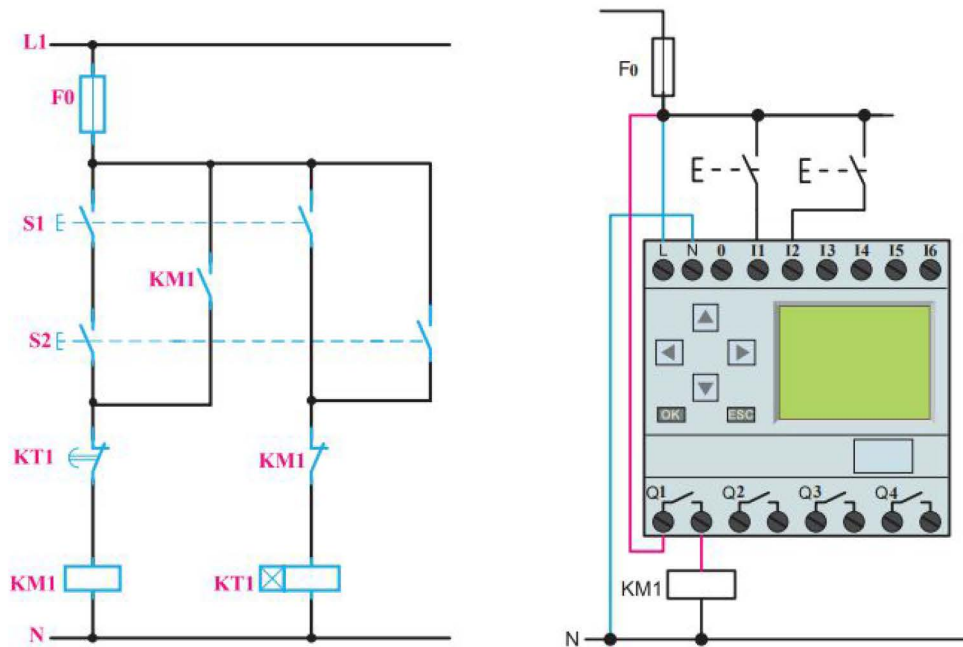 L1
F0
S1
KM1
S2
KT1
KM1
KM1
KT1
N
F0
L N 0 I1 I2 I3 I4 I5 I6
OK ESC
Q1 Q2 Q3 Q4
KM1
N